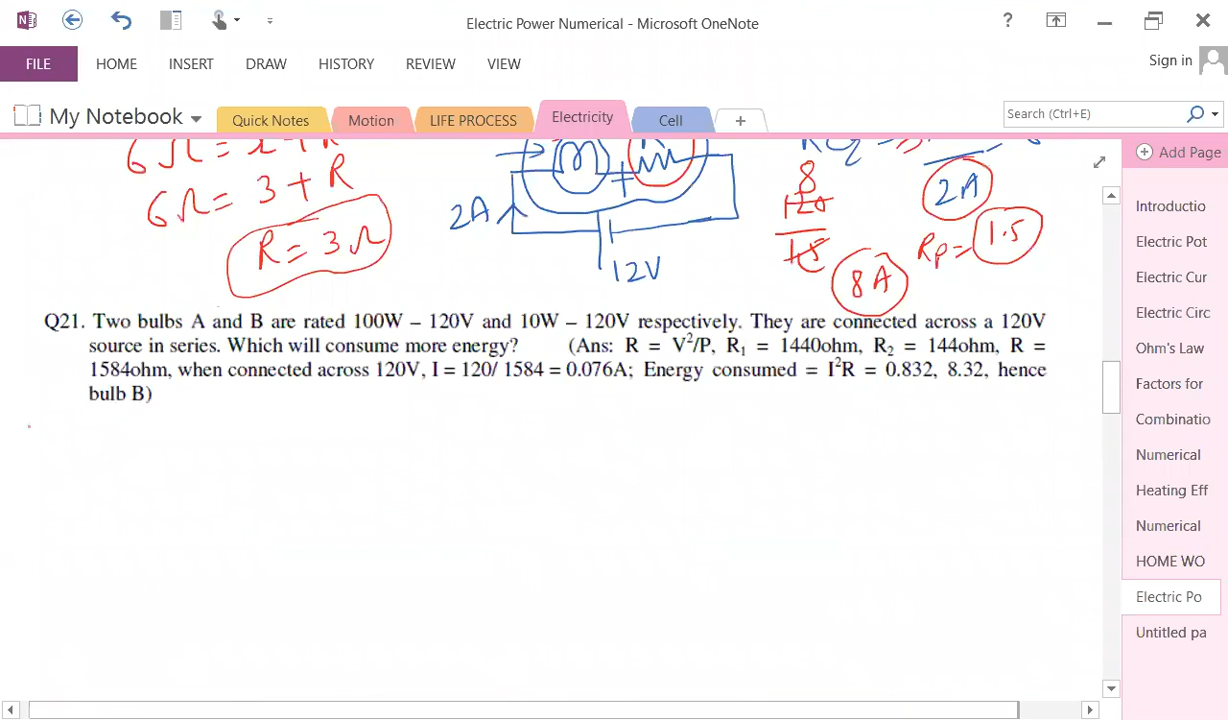 Electric Power Numerical - Microsoft OneNote
?
FILE HOME INSERT DRAW HISTORY REVIEW VIEW
Sign in
My Notebook Quick Notes Motion LIFE PROCESS Electricity Cell +
Search (Ctrl+E)
Add Page
6Ω = 3 + R
R = 3Ω
2A
12V
8
120
15
8A
2A
Rp = 1.5
Q21. Two bulbs A and B are rated 100W – 120V and 10W – 120V respectively. They are connected across a 120V
source in series. Which will consume more energy? (Ans: R = V²/P, R₁ = 1440ohm, R₂ = 144ohm, R =
1584ohm, when connected across 120V, I = 120/ 1584 = 0.076A; Energy consumed = I²R = 0.832, 8.32, hence
bulb B)
Introductio
Electric Pot
Electric Cur
Electric Circ
Ohm's Law
Factors for
Combinatio
Numerical
Heating Eff
Numerical
HOME WO
Electric Po
Untitled pa